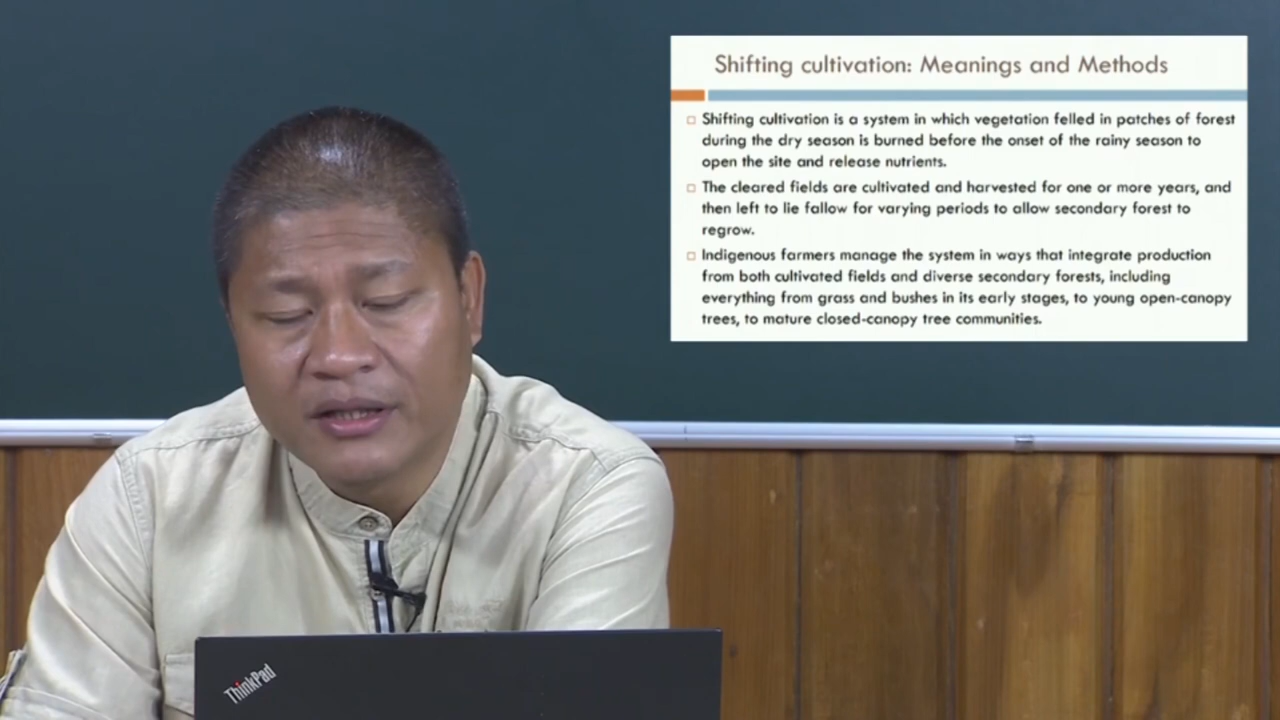 Shifting cultivation: Meanings and Methods
Shifting cultivation is a system in which vegetation felled in patches of forest
during the dry season is burned before the onset of the rainy season to
open the site and release nutrients.
The cleared fields are cultivated and harvested for one or more years, and
then left to lie fallow for varying periods to allow secondary forest to
regrow.
Indigenous farmers manage the system in ways that integrate production
from both cultivated fields and diverse secondary forests, including
everything from grass and bushes in its early stages, to young open-canopy
trees, to mature closed-canopy tree communities.
ThinkPad